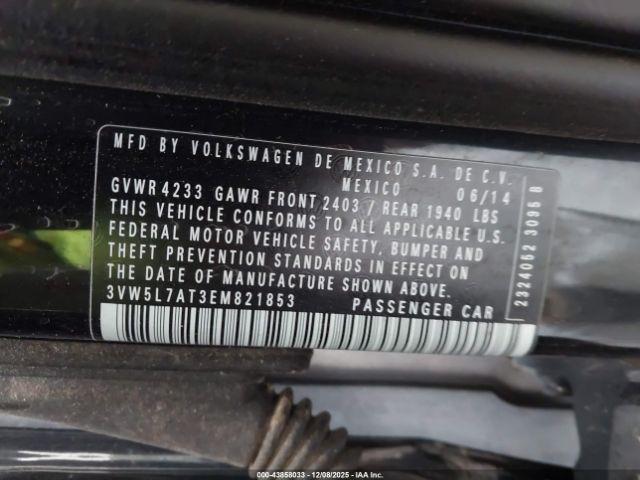 MFD BY VOLKSWAGEN DE MEXICO S.A. DE C.V.
MEXICO 06/14
GVWR 4233 GAWR FRONT 2403 / REAR 1940 LBS
THIS VEHICLE CONFORMS TO ALL APPLICABLE U.S.
FEDERAL MOTOR VEHICLE SAFETY, BUMPER AND
THEFT PREVENTION STANDARDS IN EFFECT ON
THE DATE OF MANUFACTURE SHOWN ABOVE.
3VW5L7AT3EM821853 PASSENGER CAR
2324052 3095 8
000-43858033 - 12/08/2025 - IAA Inc.